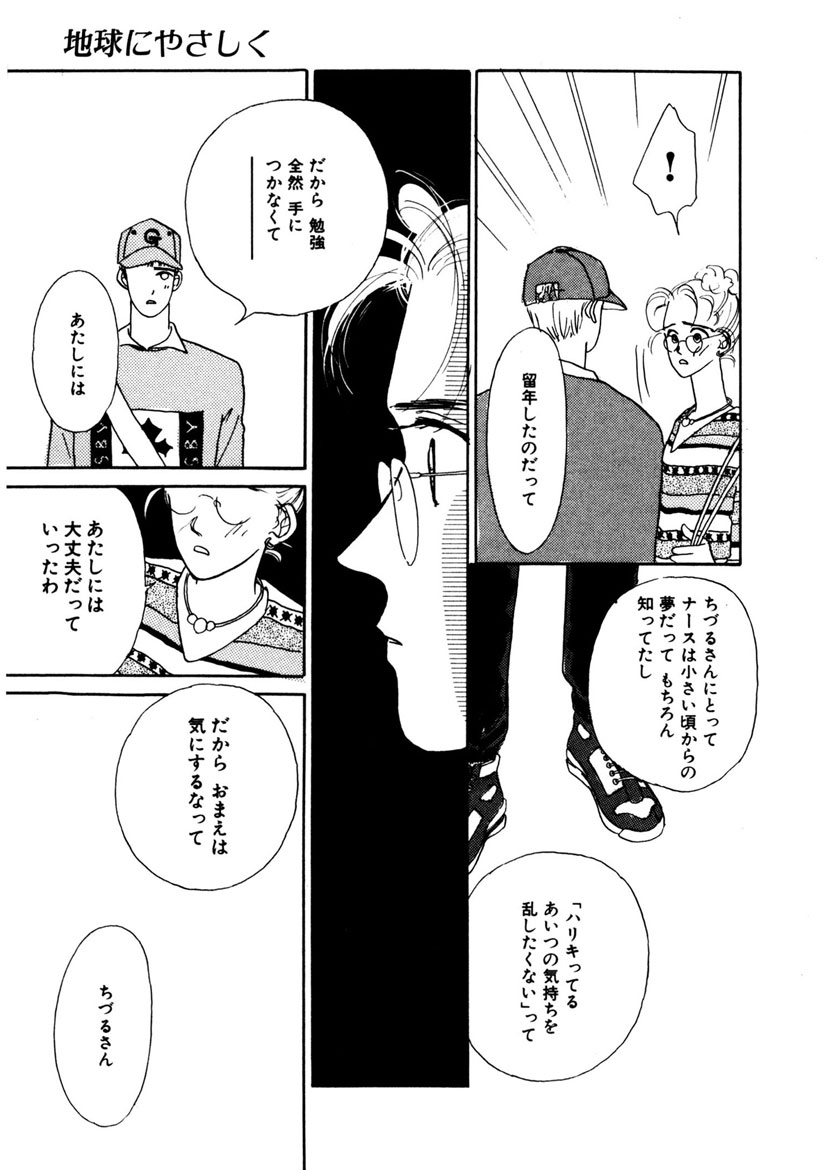 地球にやさしく
！
留年したのだって
ちづるさんにとって
ナースは小さい頃からの
夢だって もちろん
知ってたし
「ハリキってる
あいつの気持ちを
乱したくない」って
だから 勉強
全然 手に
つかなくて
―
あたしには
G
SBY
SBY
あたしには
大丈夫だって
いったわ
だから おまえは
気にするなって
ちづるさん